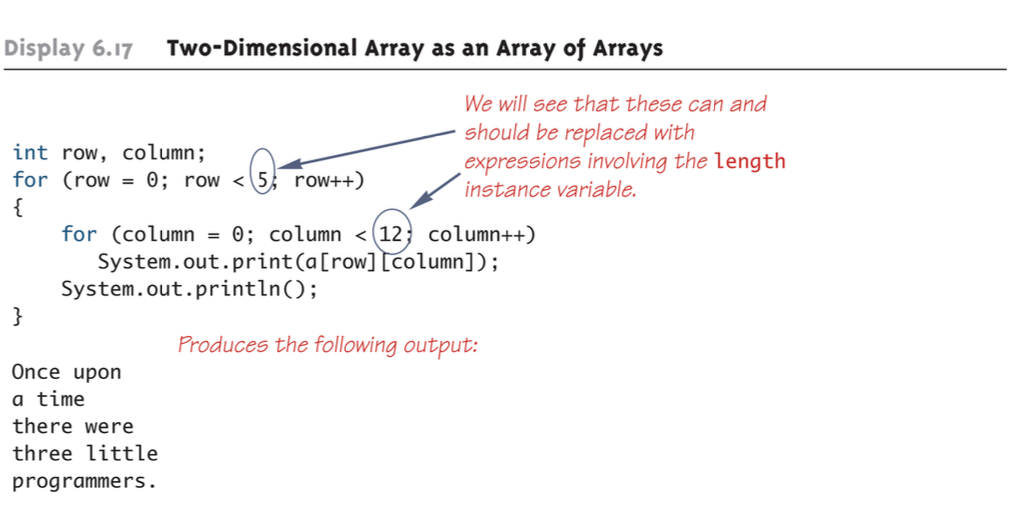 Display 6.17 Two-Dimensional Array as an Array of Arrays
We will see that these can and
should be replaced with
expressions involving the length
instance variable.
int row, column;
for (row = 0; row < 5; row++)
{
    for (column = 0; column < 12; column++)
       System.out.print(a[row][column]);
    System.out.println();
}
Produces the following output:
Once upon
a time
there were
three little
programmers.